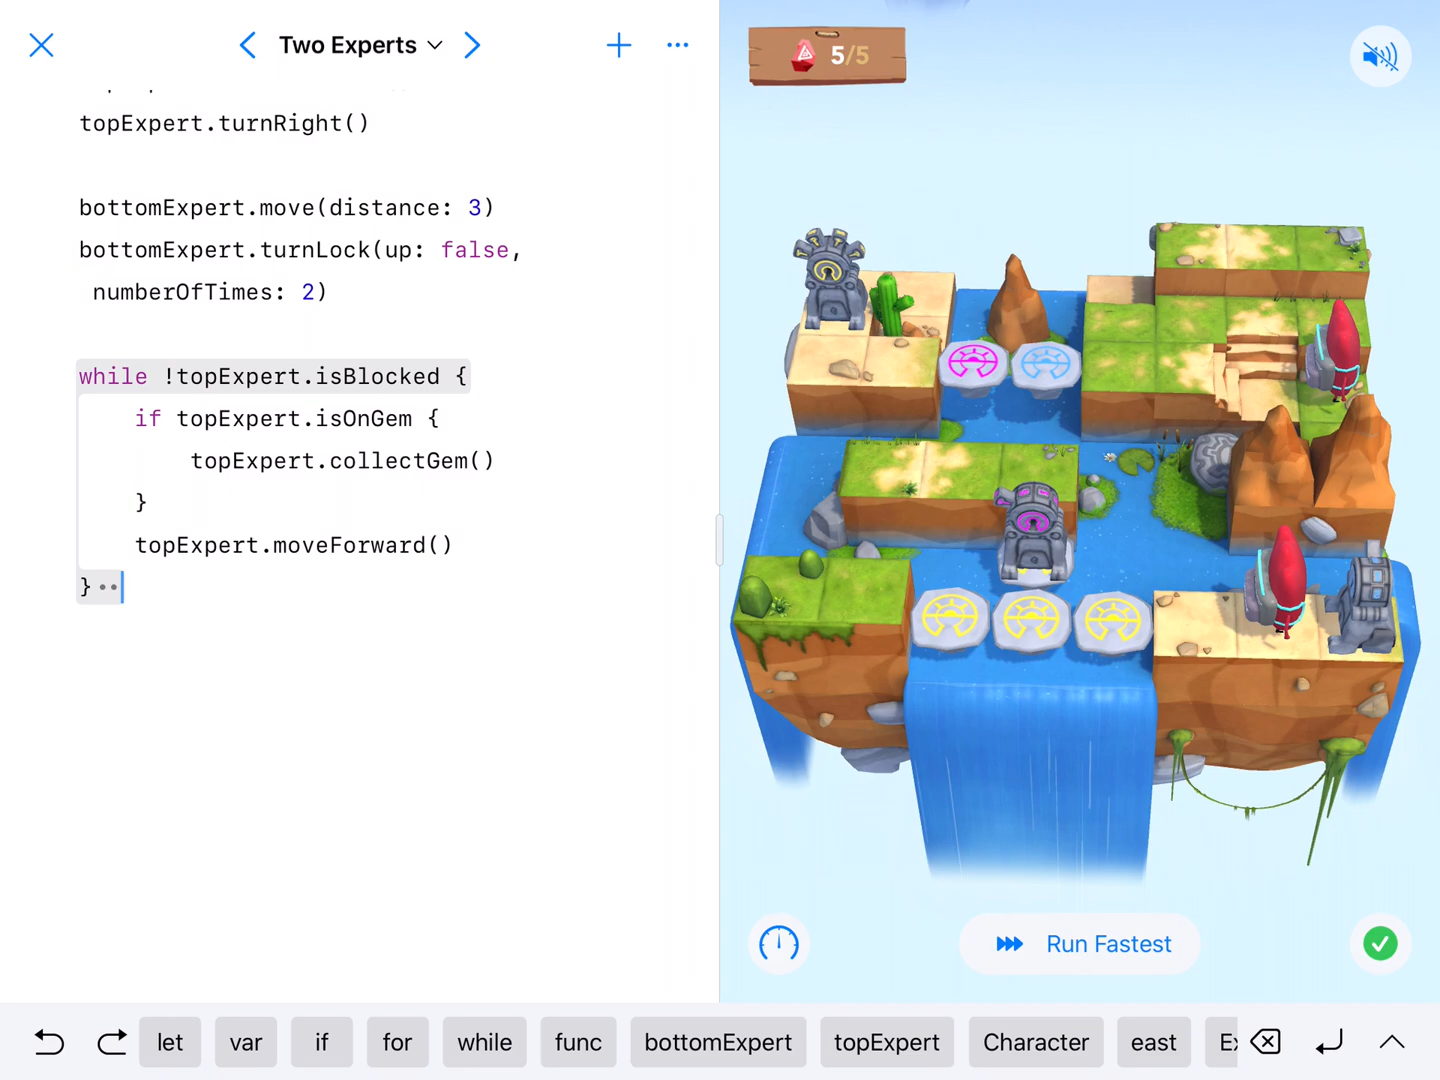 Two Experts
topExpert.turnRight()
bottomExpert.move(distance: 3)
bottomExpert.turnLock(up: false,
numberOfTimes: 2)
while !topExpert.isBlocked {
if topExpert.isOnGem {
topExpert.collectGem()
}
topExpert.moveForward()
}
5/5
Run Fastest
let var if for while func bottomExpert topExpert Character east